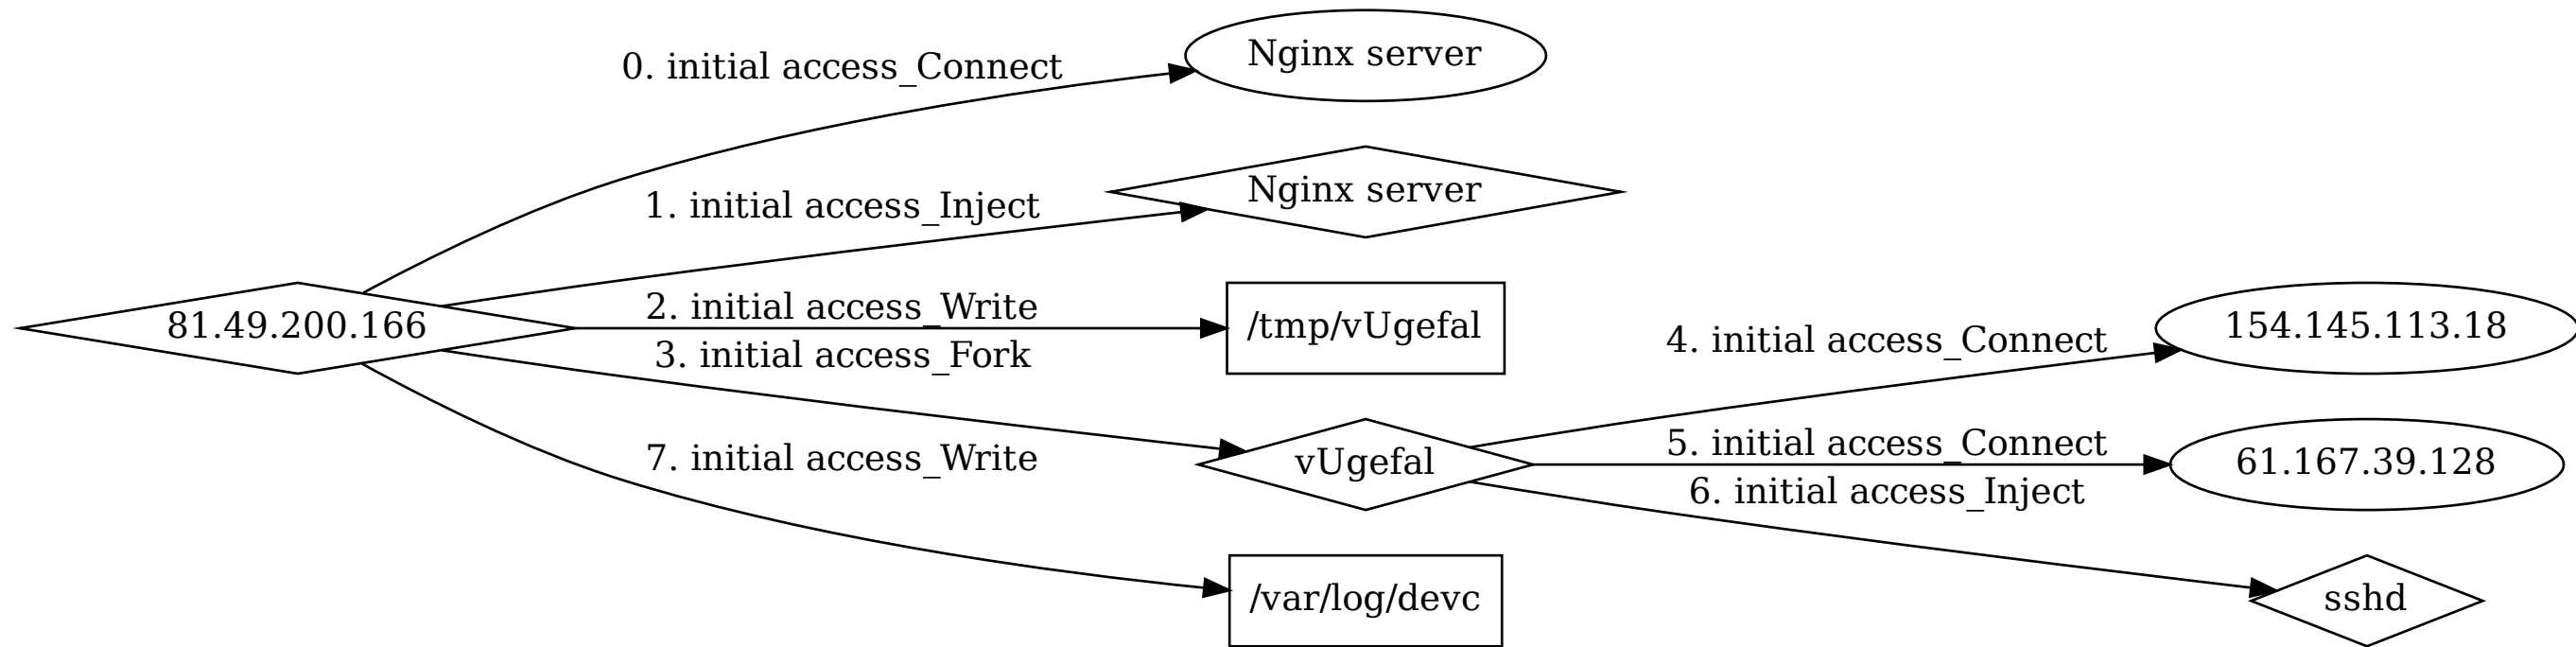 0. initial access_Connect
Nginx server
1. initial access_Inject
Nginx server
81.49.200.166
2. initial access_Write
/tmp/vUgefal
3. initial access_Fork
vUgefal
4. initial access_Connect
154.145.113.18
5. initial access_Connect
61.167.39.128
6. initial access_Inject
sshd
7. initial access_Write
/var/log/devc